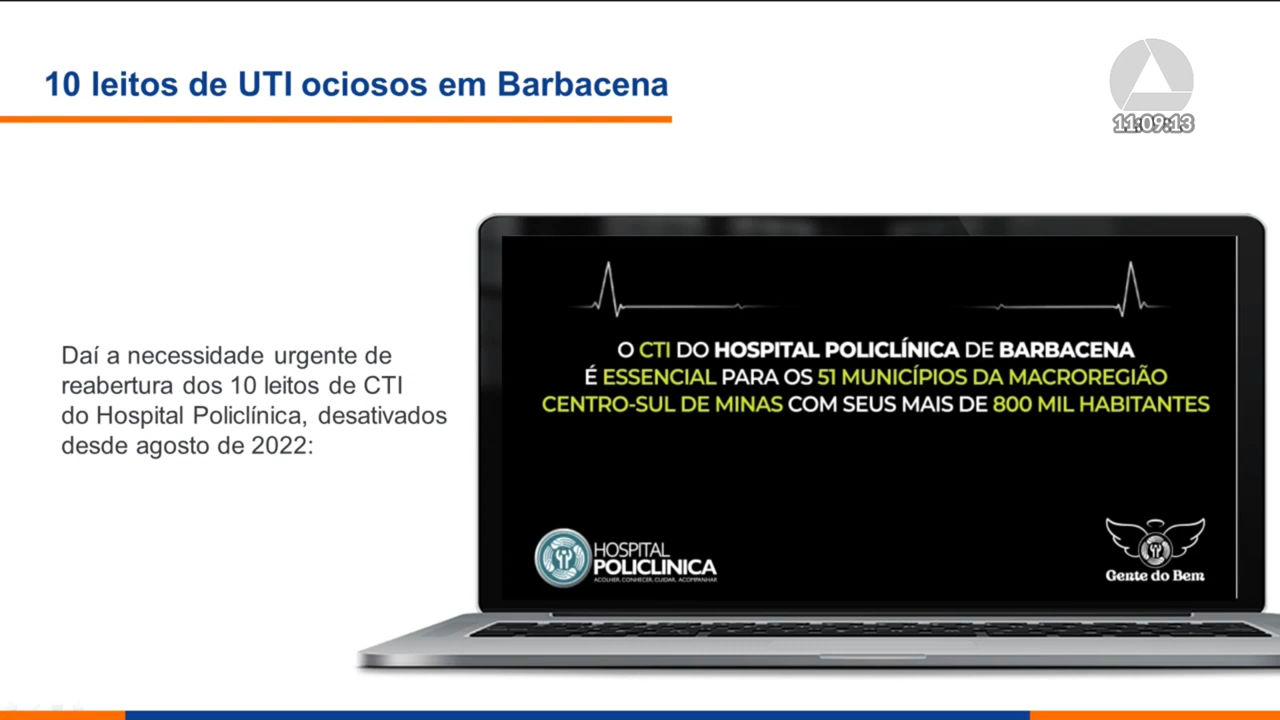 10 leitos de UTI ociosos em Barbacena
11:09:13
Daí a necessidade urgente de
reabertura dos 10 leitos de CTI
do Hospital Policlínica, desativados
desde agosto de 2022:
O CTI DO HOSPITAL POLICLÍNICA DE BARBACENA
É ESSENCIAL PARA OS 51 MUNICÍPIOS DA MACROREGIÃO
CENTRO-SUL DE MINAS COM SEUS MAIS DE 800 MIL HABITANTES
HOSPITAL
POLICLINICA
ACOLHER, CONHECER, CUIDAR, ACOMPANHAR
Gente do Bem